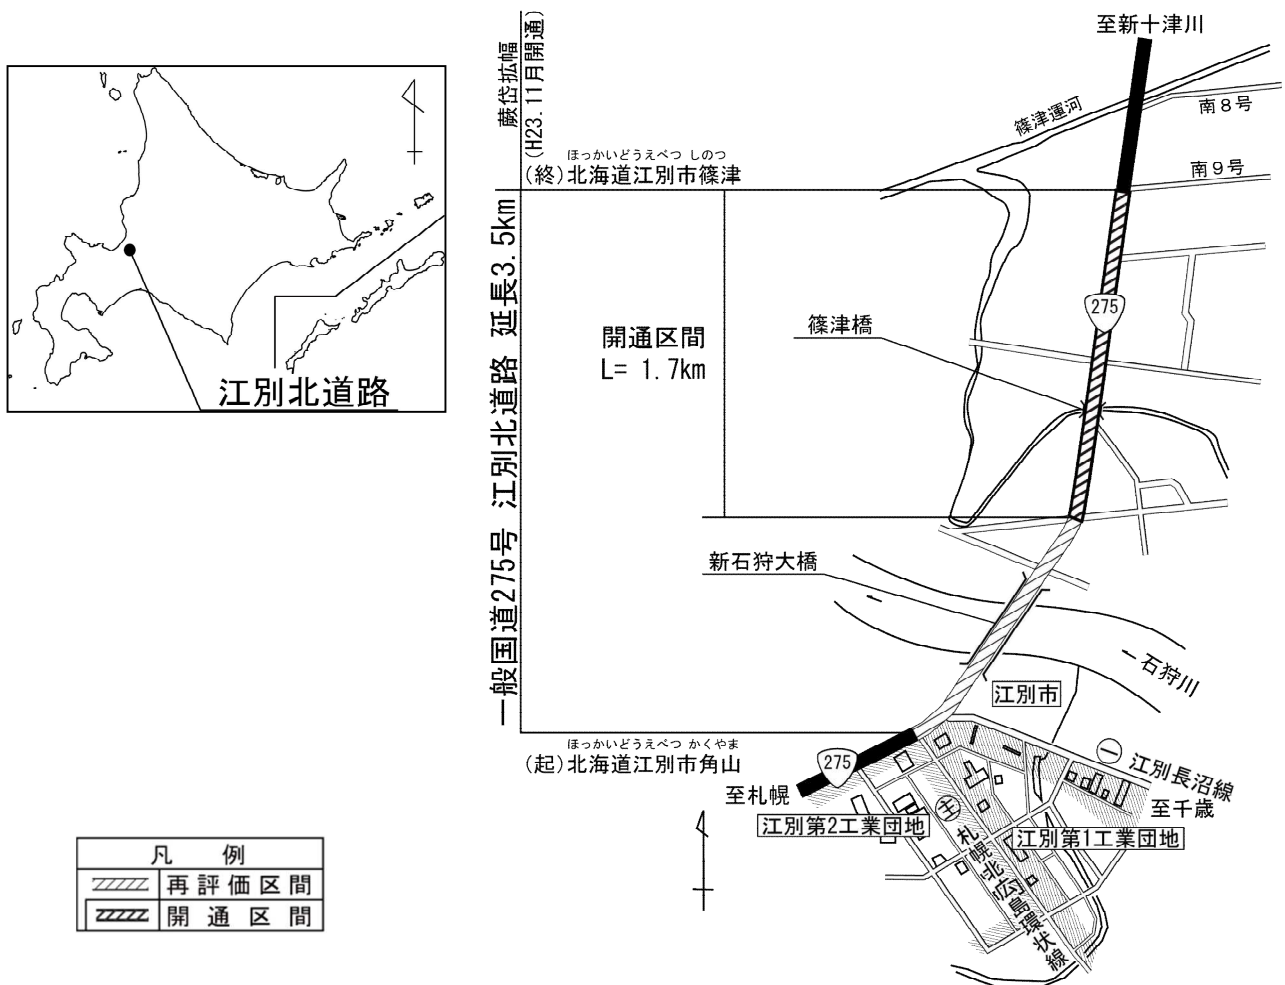 至新十津川
蕨岱拡幅
(H23.11月開通)
篠津運河
南8号
ほっかいどうえべつ しのつ
(終)北海道江別市篠津
南9号
一般国道275号 江別北道路 延長3.5km
275
篠津橋
開通区間
L= 1.7km
江別北道路
新石狩大橋
石狩川
江別市
ほっかいどうえべつ かくやま
(起)北海道江別市角山
275
至札幌
一 江別長沼線
至千歳
江別第2工業団地
江別第1工業団地
主 札幌北広島環状線
凡 例
再評価区間
開通区間